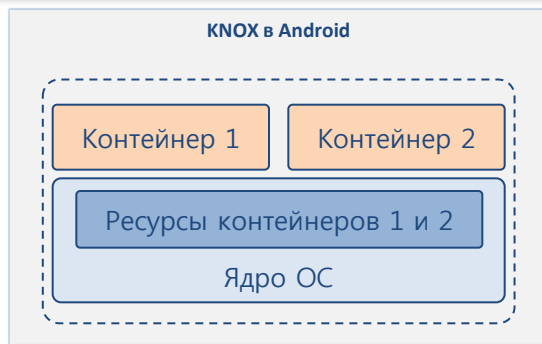 KNOX в Android
Контейнер 1
Контейнер 2
Ресурсы контейнеров 1 и 2
Ядро ОС